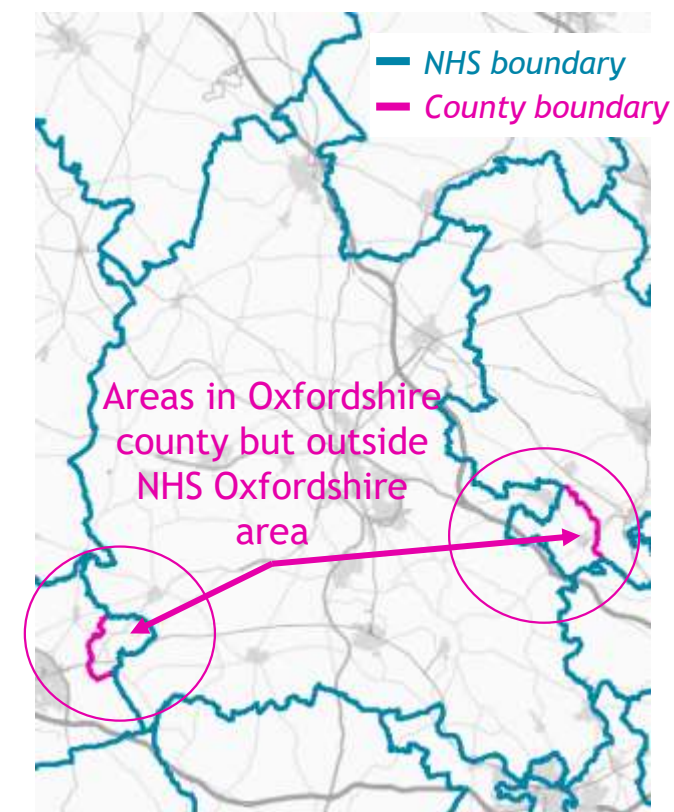 NHS boundary
County boundary
Areas in Oxfordshire
county but outside
NHS Oxfordshire
area